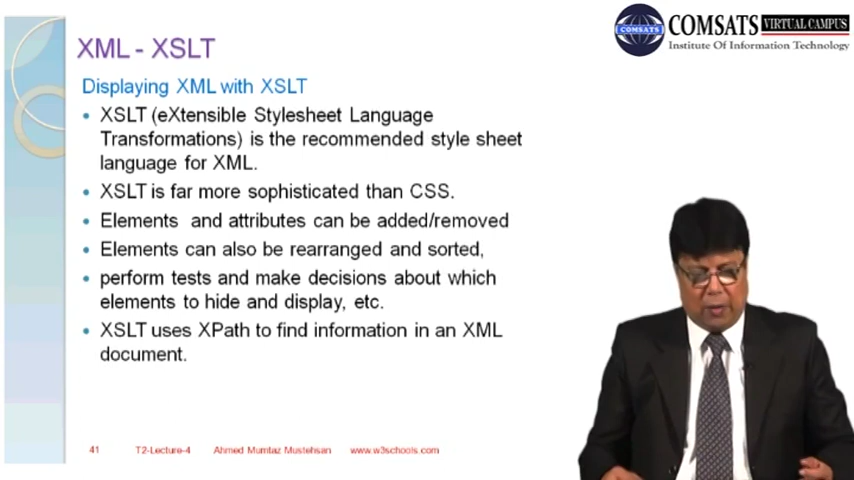 COMSATS VIRTUAL CAMPUS
COMSATS
Institute Of Information Technology
XML - XSLT
Displaying XML with XSLT
• XSLT (eXtensible Stylesheet Language
Transformations) is the recommended style sheet
language for XML.
• XSLT is far more sophisticated than CSS.
• Elements and attributes can be added/removed
• Elements can also be rearranged and sorted,
• perform tests and make decisions about which
elements to hide and display, etc.
• XSLT uses XPath to find information in an XML
document.
41 T2-Lecture-4 Ahmed Mumtaz Mustehsan www.w3schools.com